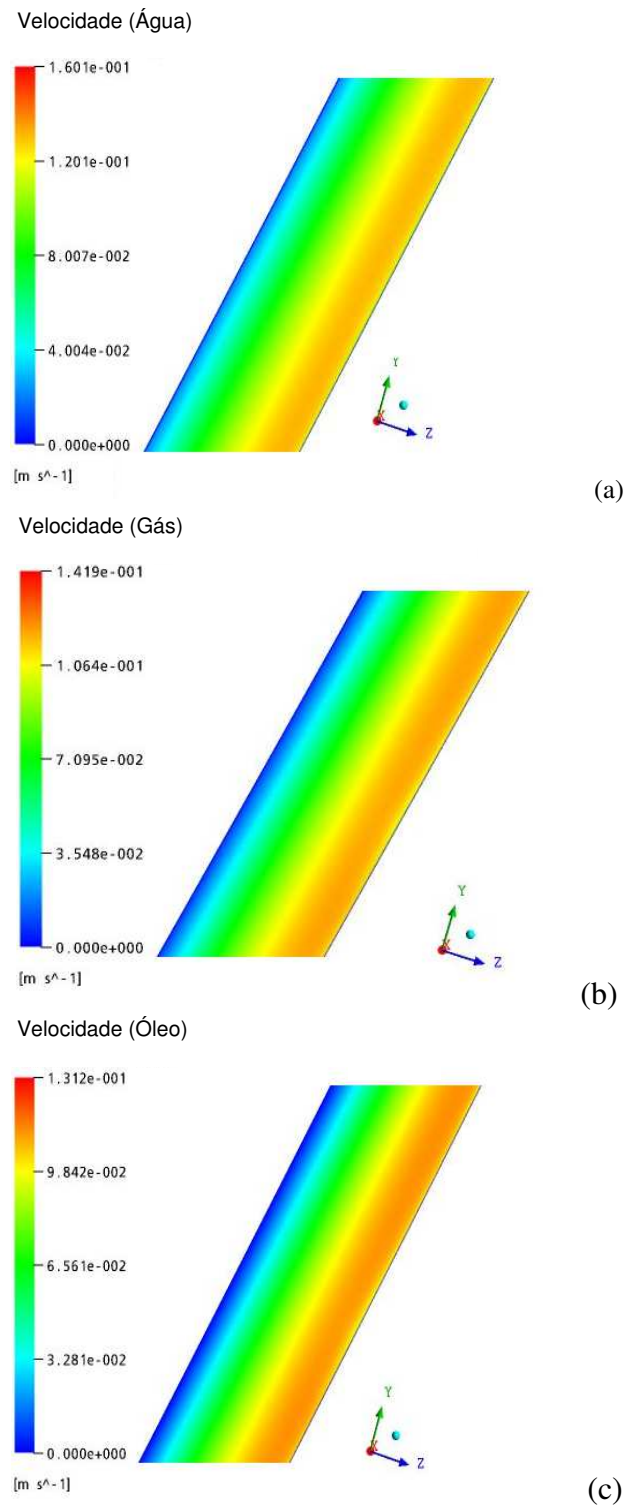 Velocidade (Água)
1.601e-001
1.201e-001
8.007e-002
4.004e-002
0.000e+000
[m s^-1]
Y
X
Z
(a)
Velocidade (Gás)
1.419e-001
1.064e-001
7.095e-002
3.548e-002
0.000e+000
[m s^-1]
Y
X
Z
(b)
Velocidade (Óleo)
1.312e-001
9.842e-002
6.561e-002
3.281e-002
0.000e+000
[m s^-1]
Y
X
Z
(c)